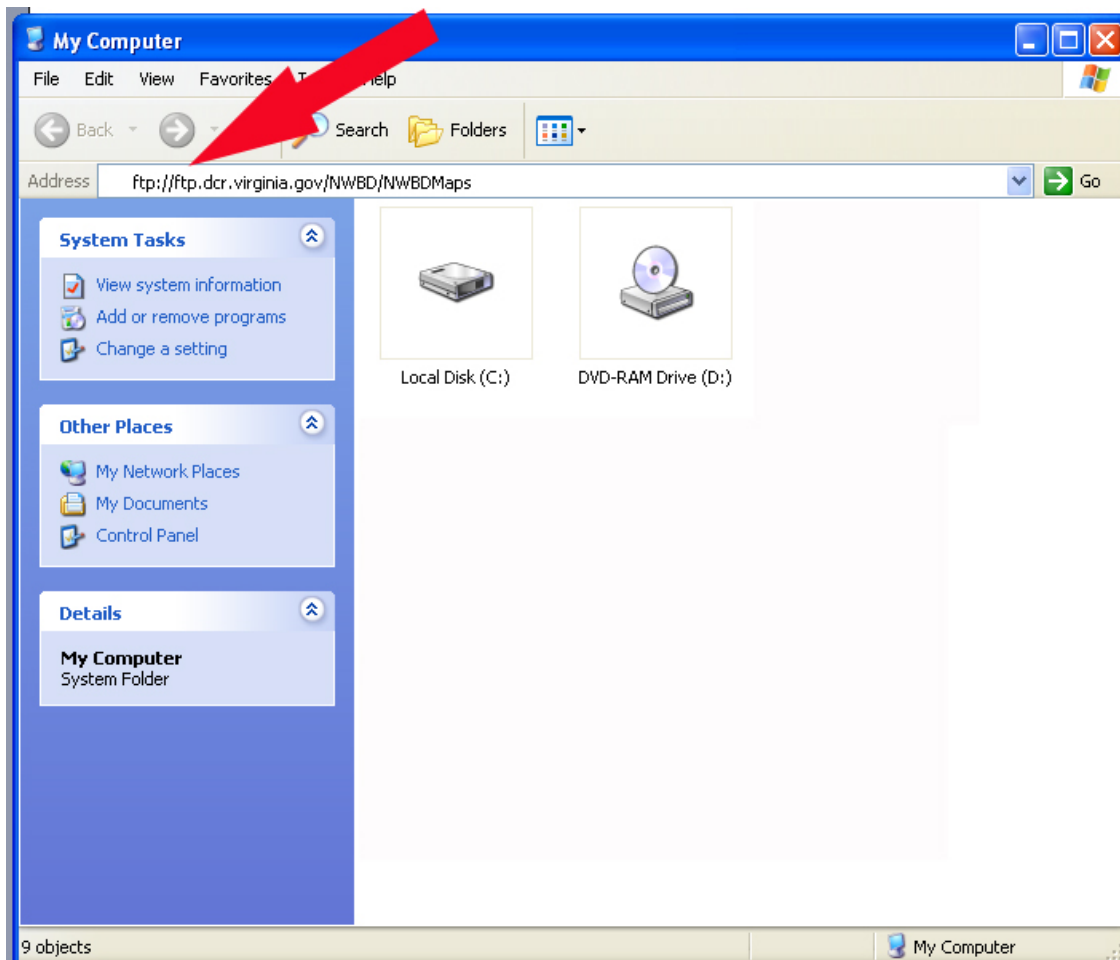 My Computer
File Edit View Favorites Help
Back Search Folders
Address ftp://ftp.dcr.virginia.gov/NWBD/NWBDMaps Go
System Tasks
View system information
Add or remove programs
Change a setting
Local Disk (C:) DVD-RAM Drive (D:)
Other Places
My Network Places
My Documents
Control Panel
Details
My Computer
System Folder
9 objects My Computer